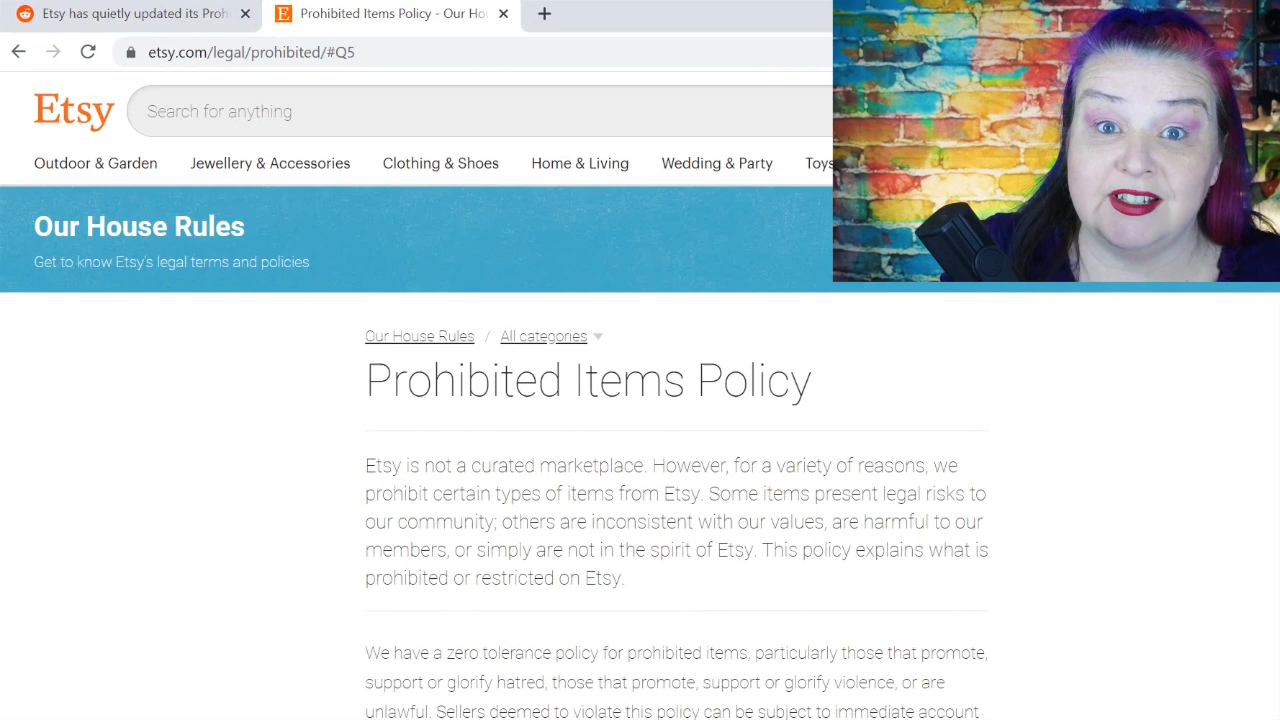 Etsy has quietly updated its Proh
Prohibited Items Policy - Our Ho
etsy.com/legal/prohibited/#Q5
Etsy
Search for anything
Outdoor & Garden
Jewellery & Accessories
Clothing & Shoes
Home & Living
Wedding & Party
Toys
Our House Rules
Get to know Etsy's legal terms and policies
Our House Rules / All categories
Prohibited Items Policy
Etsy is not a curated marketplace. However, for a variety of reasons, we
prohibit certain types of items from Etsy. Some items present legal risks to
our community; others are inconsistent with our values, are harmful to our
members, or simply are not in the spirit of Etsy. This policy explains what is
prohibited or restricted on Etsy.
We have a zero tolerance policy for prohibited items, particularly those that promote,
support or glorify hatred, those that promote, support or glorify violence, or are
unlawful. Sellers deemed to violate this policy can be subject to immediate account